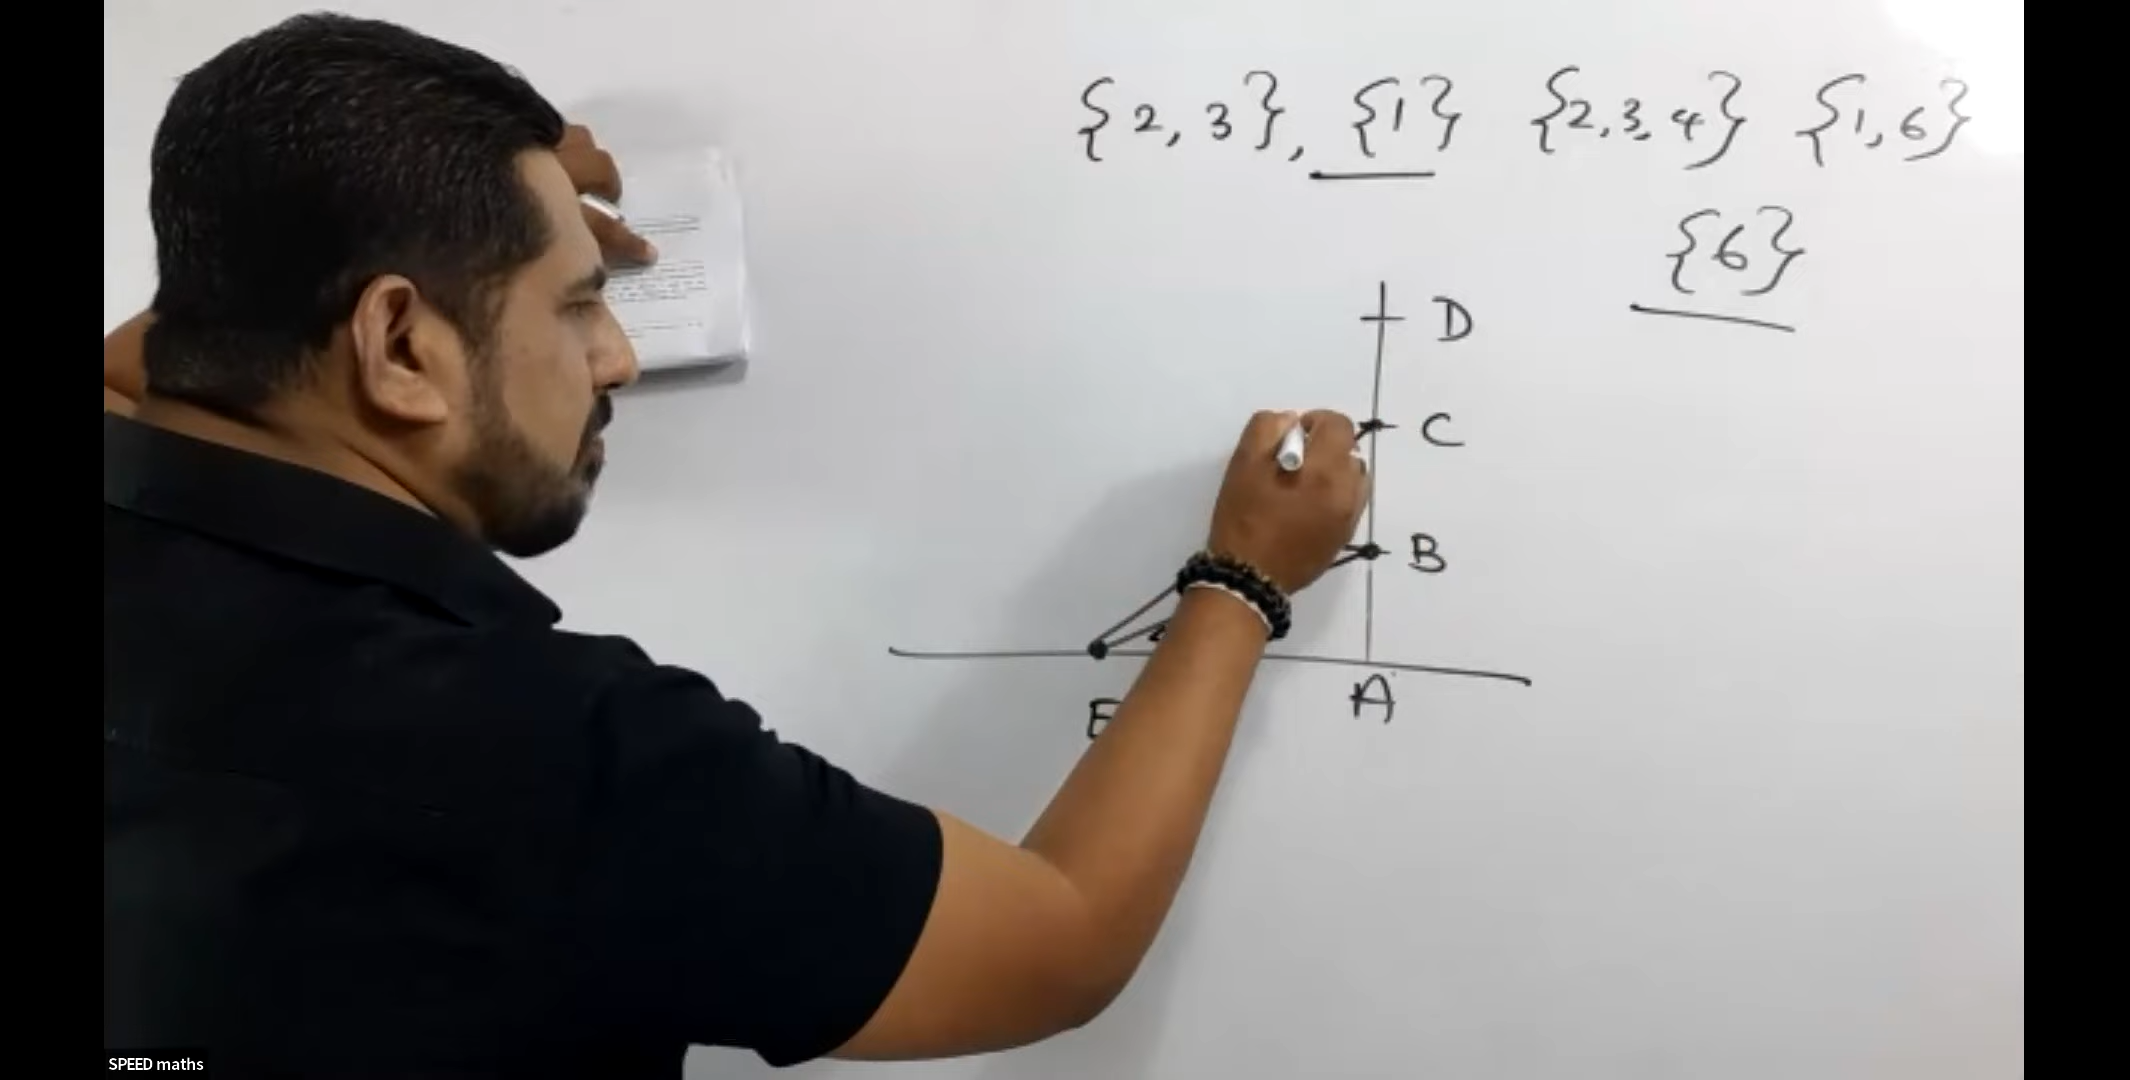 {2, 3}, {1} {2,3,4} {1,6}
{6}
D
C
B
A
E
SPEED maths